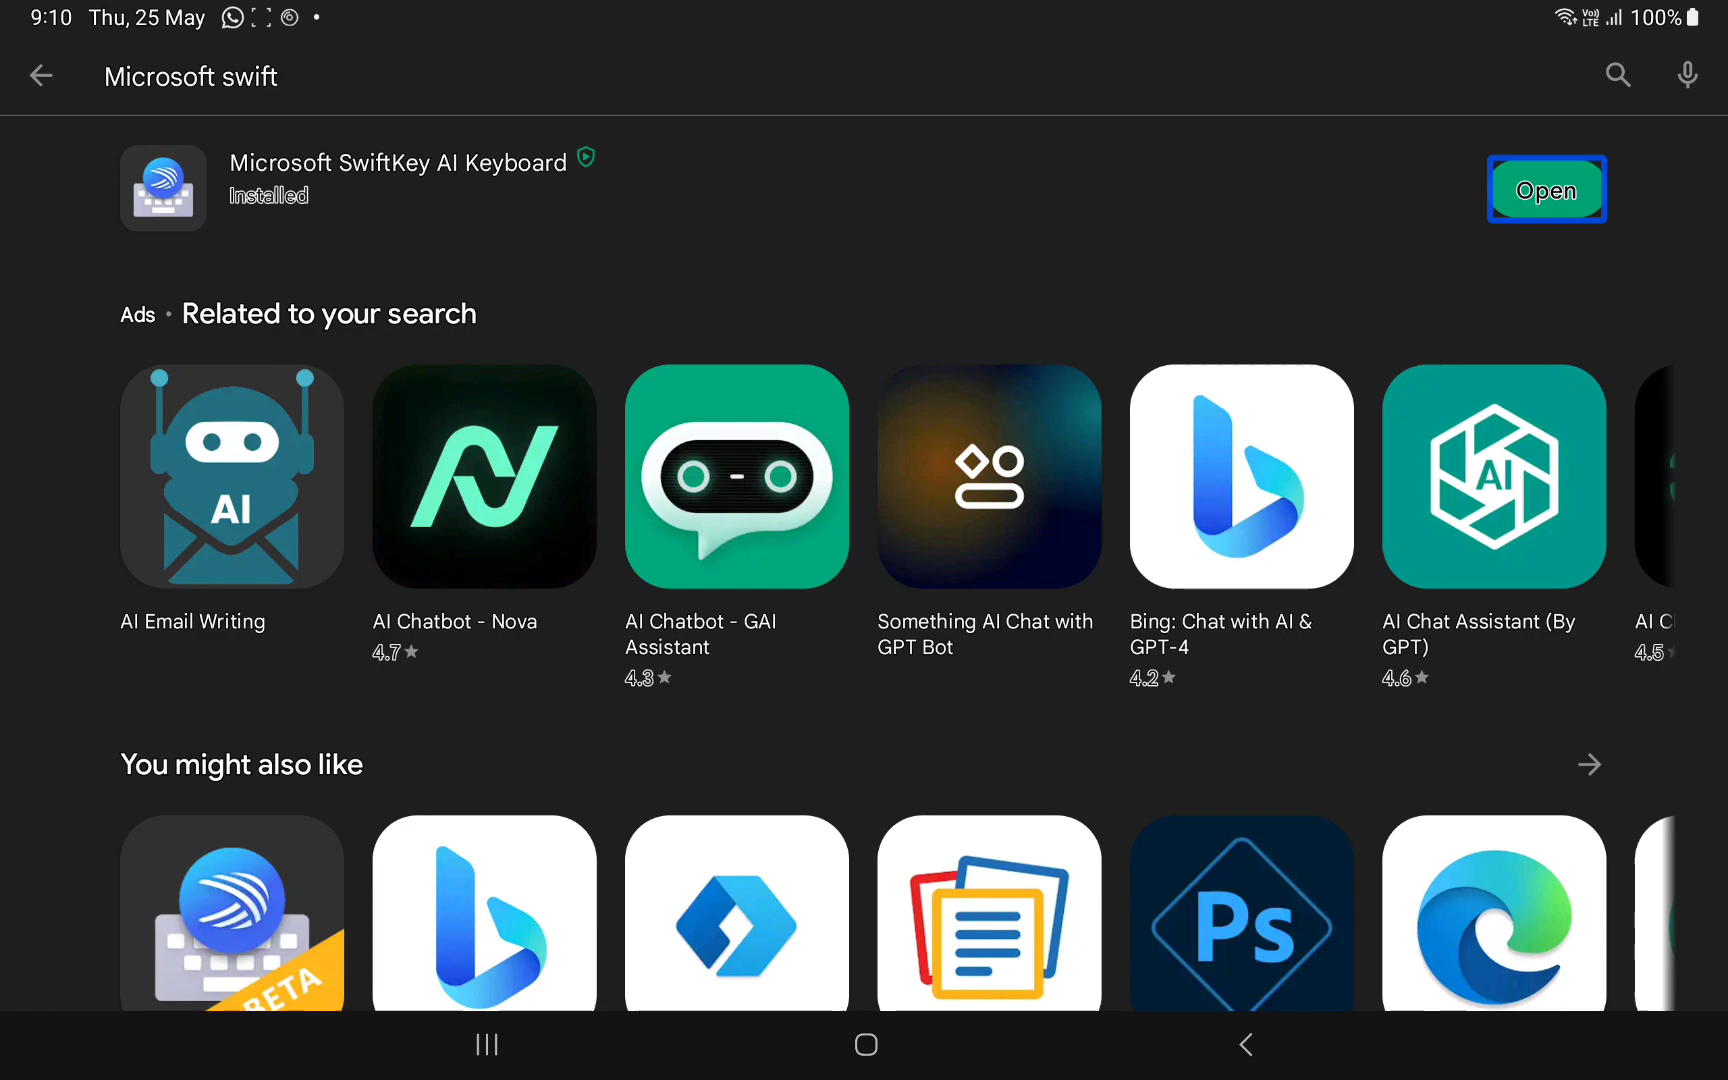 9:10 Thu, 25 May
Vo)) LTE 100%
Microsoft swift
Microsoft SwiftKey AI Keyboard
Installed
Open
Ads • Related to your search
AI
AI
AI Email Writing
AI Chatbot - Nova
4.7★
AI Chatbot - GAI
Assistant
4.3★
Something AI Chat with
GPT Bot
Bing: Chat with AI &
GPT-4
4.2★
AI Chat Assistant (By
GPT)
4.6★
AI C
4.5★
You might also like
BETA
Ps